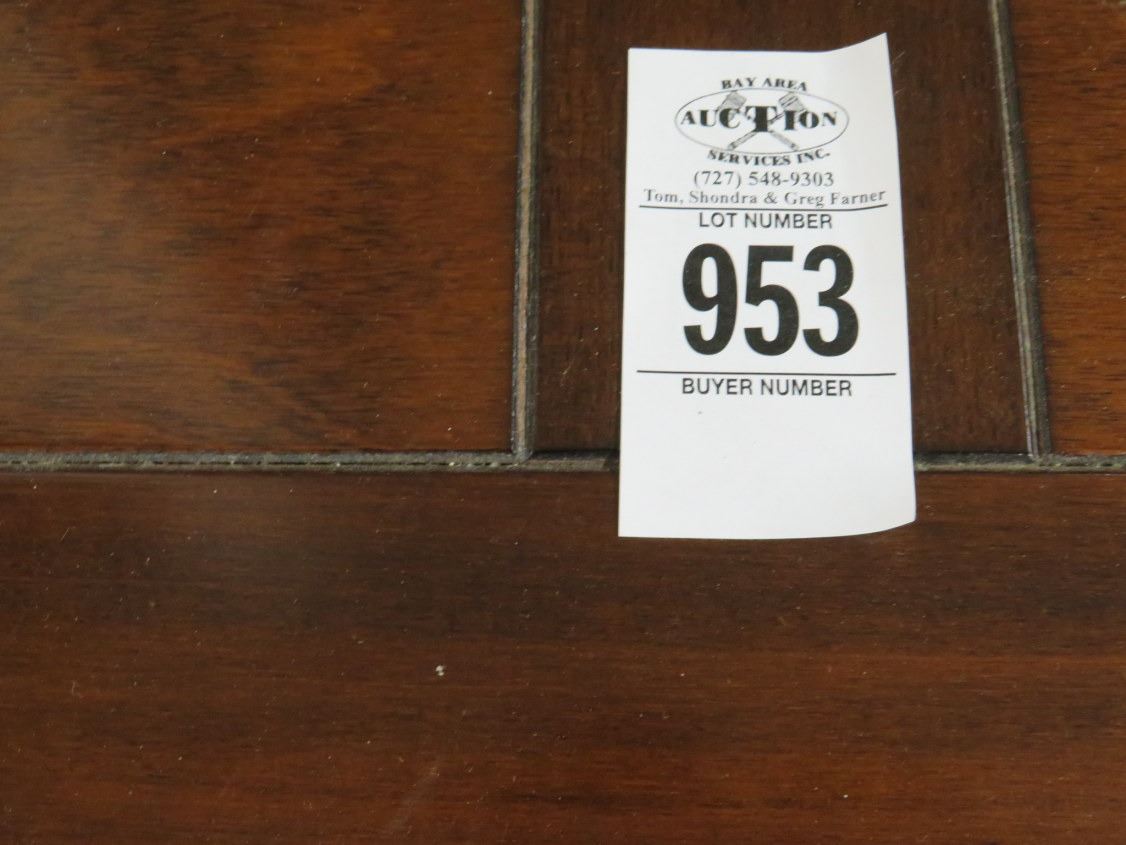 BAY AREA
AUCTION
SERVICES INC.
(727) 548-9303
Tom, Shondra & Greg Farner
LOT NUMBER
953
BUYER NUMBER